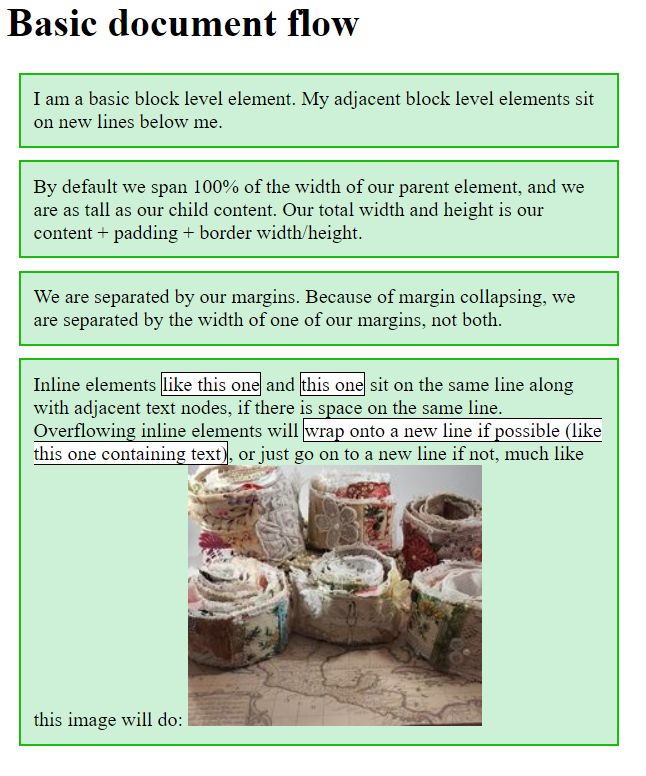 Basic document flow
I am a basic block level element. My adjacent block level elements sit
on new lines below me.
By default we span 100% of the width of our parent element, and we
are as tall as our child content. Our total width and height is our
content + padding + border width/height.
We are separated by our margins. Because of margin collapsing, we
are separated by the width of one of our margins, not both.
Inline elements like this one and this one sit on the same line along
with adjacent text nodes, if there is space on the same line.
Overflowing inline elements will wrap onto a new line if possible (like
this one containing text), or just go on to a new line if not, much like
this image will do: